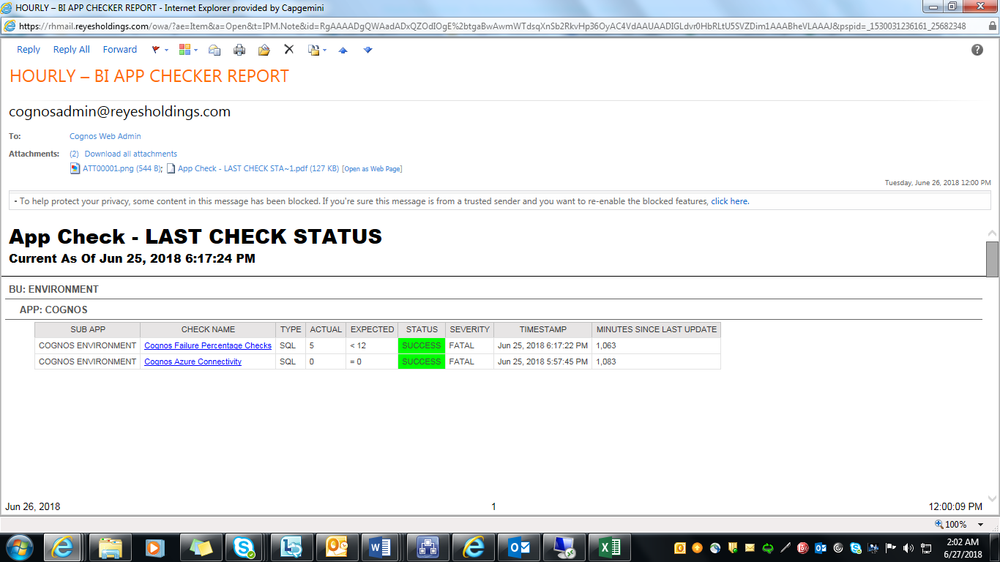 HOURLY – BI APP CHECKER REPORT - Internet Explorer provided by Capgemini
https://rhmail.reyesholdings.com/owa/?ae=Item&a=Open&t=IPM.Note&id=RgAAAADgQWAadADxQZOdIOgE%2btgaBwAwmWTdsqXnSb2RkvHp36OyAC4VdAAUAADIGLdvr0HbRLtU5SVZDim1AAABheVLAAAJ&pspid=_1530031236161_25682348
Reply Reply All Forward
HOURLY – BI APP CHECKER REPORT
cognosadmin@reyesholdings.com
To: Cognos Web Admin
Attachments: (2) Download all attachments
ATT00001.png (544 B); App Check - LAST CHECK STA~1.pdf (127 KB) [Open as Web Page]
Tuesday, June 26, 2018 12:00 PM
- To help protect your privacy, some content in this message has been blocked. If you're sure this message is from a trusted sender and you want to re-enable the blocked features, click here.
App Check - LAST CHECK STATUS
Current As Of Jun 25, 2018 6:17:24 PM
BU: ENVIRONMENT
APP: COGNOS
SUB APP CHECK NAME TYPE ACTUAL EXPECTED STATUS SEVERITY TIMESTAMP MINUTES SINCE LAST UPDATE
COGNOS ENVIRONMENT Cognos Failure Percentage Checks SQL 5 < 12 SUCCESS FATAL Jun 25, 2018 6:17:22 PM 1,063
COGNOS ENVIRONMENT Cognos Azure Connectivity SQL 0 = 0 SUCCESS FATAL Jun 25, 2018 5:57:45 PM 1,083
Jun 26, 2018 1 12:00:09 PM
100%
2:02 AM
6/27/2018